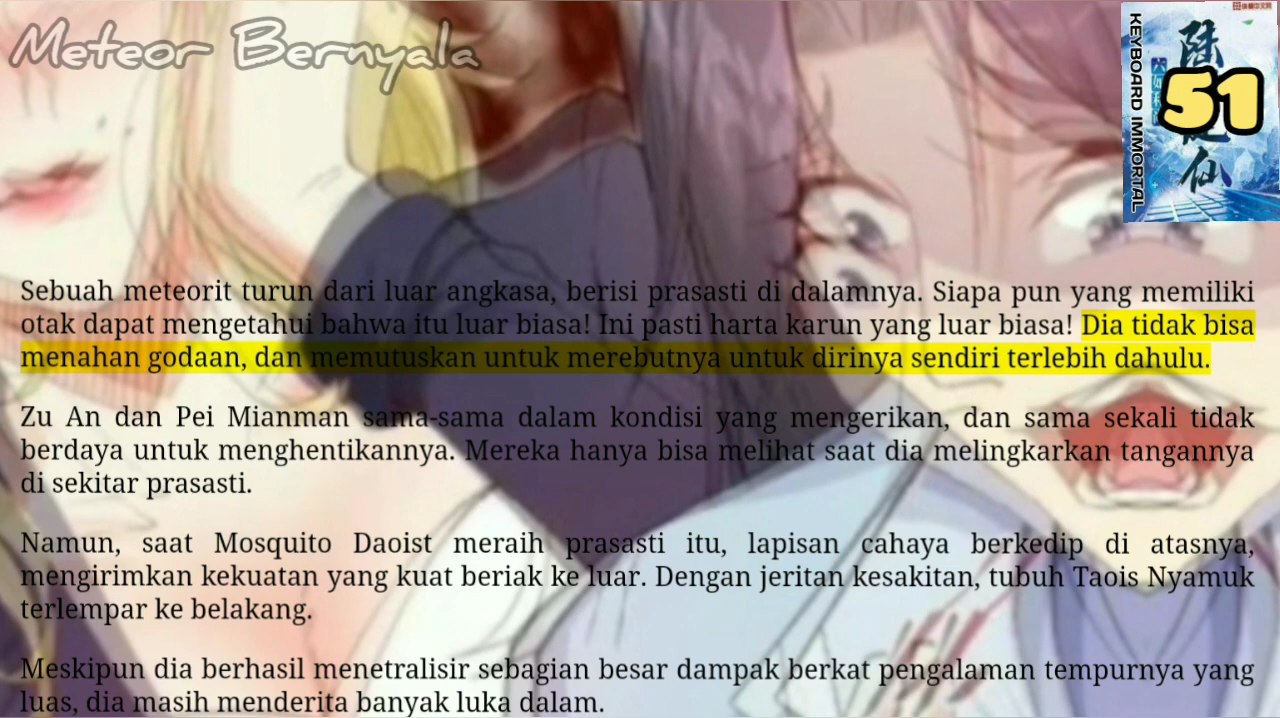 Meteor Bernyala
KEYBOARD IMMORTAL
51
Sebuah meteorit turun dari luar angkasa, berisi prasasti di dalamnya. Siapa pun yang memiliki
otak dapat mengetahui bahwa itu luar biasa! Ini pasti harta karun yang luar biasa! Dia tidak bisa
menahan godaan, dan memutuskan untuk merebutnya untuk dirinya sendiri terlebih dahulu.
Zu An dan Pei Mianman sama-sama dalam kondisi yang mengerikan, dan sama sekali tidak
berdaya untuk menghentikannya. Mereka hanya bisa melihat saat dia melingkarkan tangannya
di sekitar prasasti.
Namun, saat Mosquito Daoist meraih prasasti itu, lapisan cahaya berkedip di atasnya,
mengirimkan kekuatan yang kuat beriak ke luar. Dengan jeritan kesakitan, tubuh Taois Nyamuk
terlempar ke belakang.
Meskipun dia berhasil menetralisir sebagian besar dampak berkat pengalaman tempurnya yang
luas, dia masih menderita banyak luka dalam.